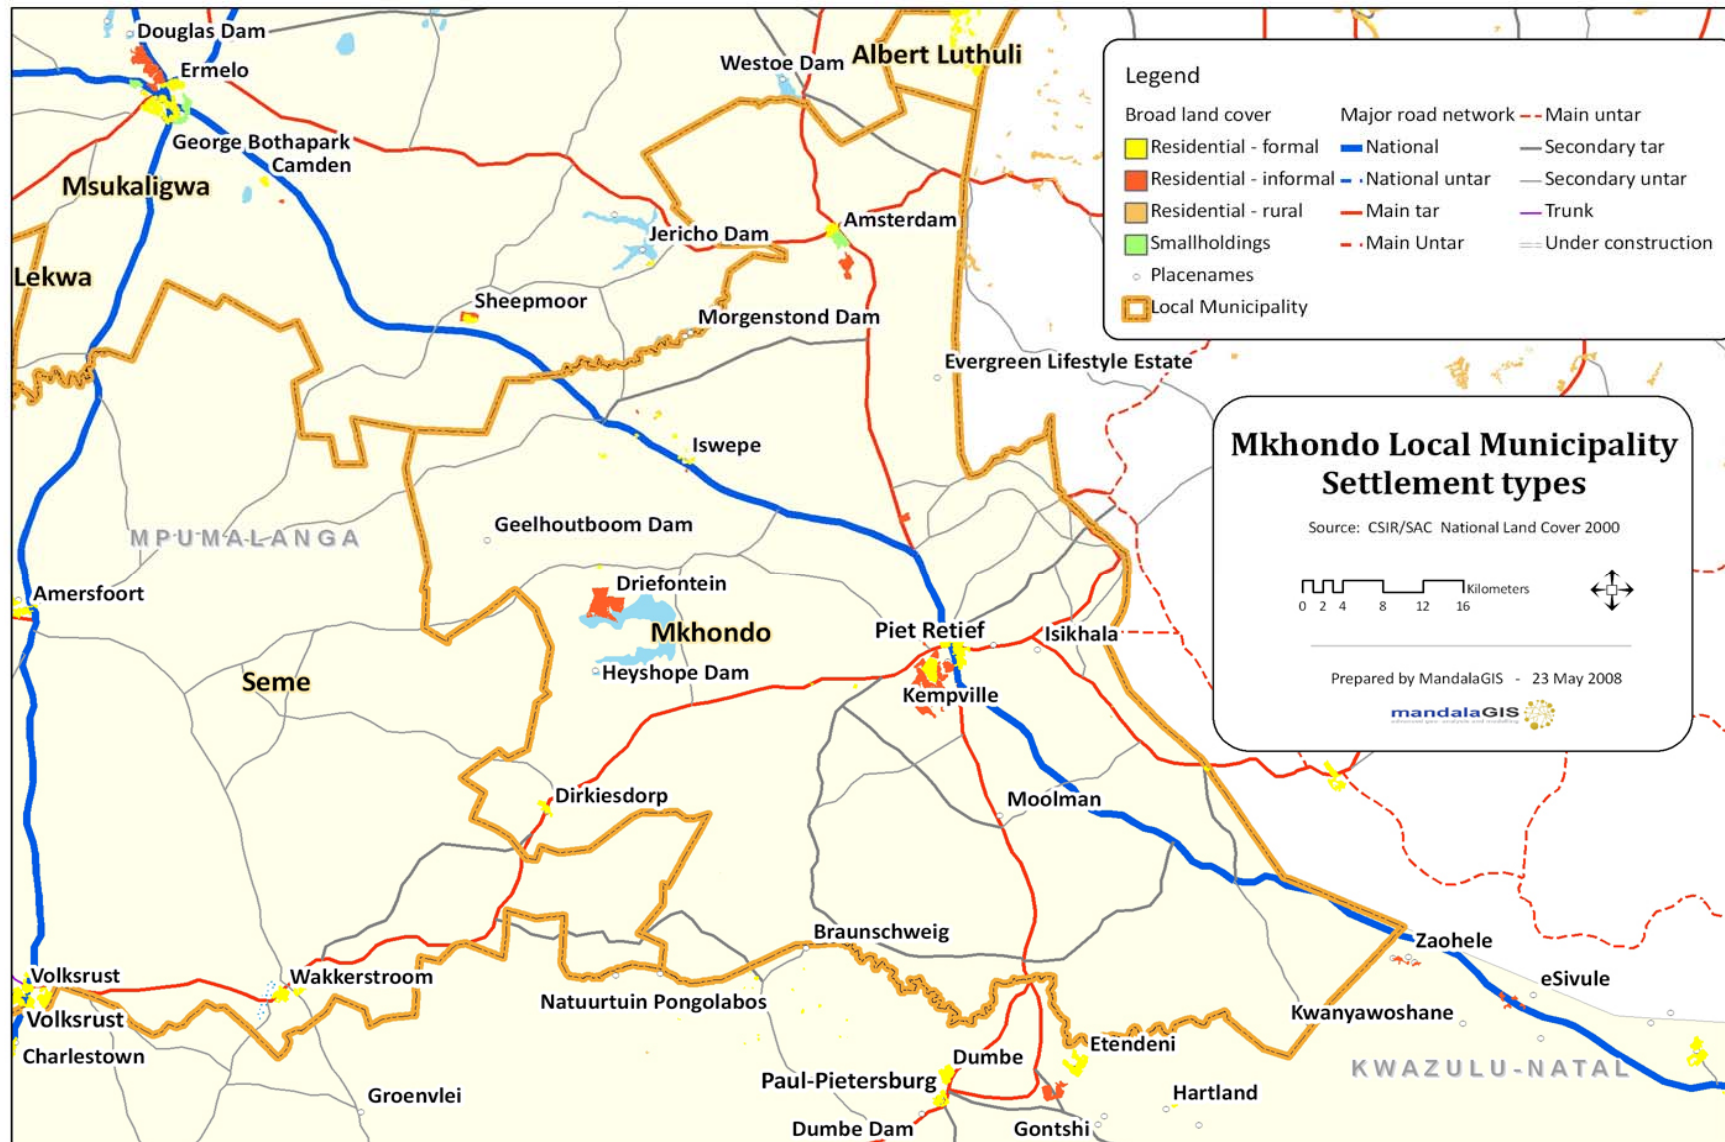 Douglas Dam
Ermelo
Westoe Dam
Albert Luthuli
George Bothapark
Camden
Msukaligwa
Amsterdam
Jericho Dam
Lekwa
Sheepmoor
Morgenstond Dam
Evergreen Lifestyle Estate
Iswepe
Geelhoutboom Dam
MPUMALANGA
Amersfoort
Driefontein
Mkhondo
Piet Retief
Isikhala
Heyshope Dam
Seme
Kempville
Dirkiesdorp
Moolman
Braunschweig
Zaohele
Volksrust
Wakkerstroom
eSivule
Natuurtuin Pongolabos
Kwanyawoshane
Volksrust
Charlestown
Dumbe
Etendeni
KWAZULU-NATAL
Paul-Pietersburg
Groenvlei
Hartland
Dumbe Dam
Gontshi
Legend
Broad land cover
Residential - formal
Residential - informal
Residential - rural
Smallholdings
Placenames
Local Municipality
Major road network
National
National untar
Main tar
Main Untar
Main untar
Secondary tar
Secondary untar
Trunk
Under construction
Mkhondo Local Municipality
Settlement types
Source: CSIR/SAC National Land Cover 2000
Kilometers
0 2 4 8 12 16
Prepared by MandalaGIS - 23 May 2008
mandalaGIS